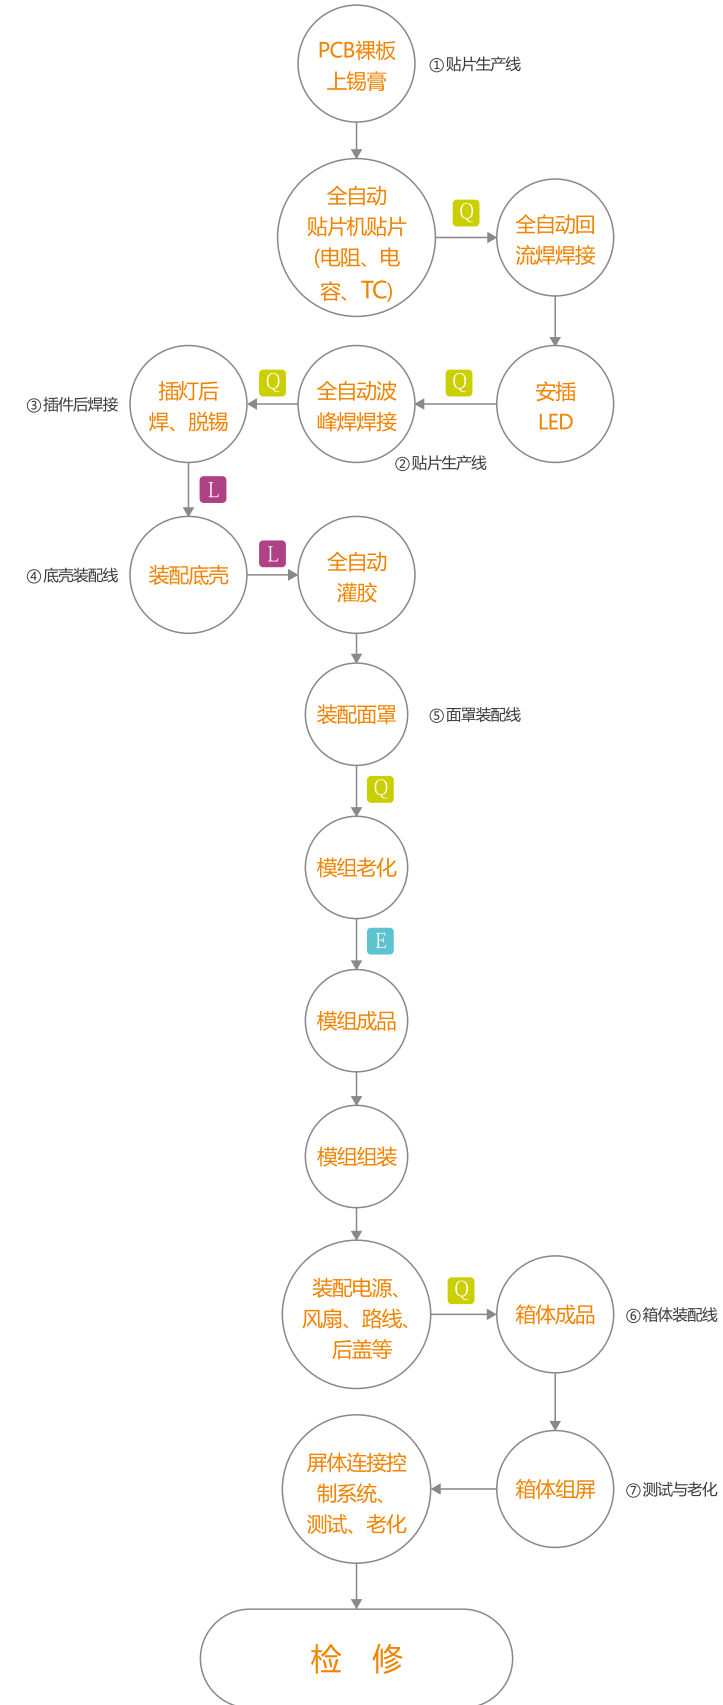 PCB裸板
上锡膏
①贴片生产线
全自动
贴片机贴片
(电阻、电
容、TC)
Q
全自动回
流焊焊接
安插
LED
Q
全自动波
峰焊焊接
②贴片生产线
Q
插灯后
焊、脱锡
③插件后焊接
L
装配底壳
④底壳装配线
L
全自动
灌胶
装配面罩
⑤面罩装配线
Q
模组老化
E
模组成品
模组组装
装配电源、
风扇、路线、
后盖等
Q
箱体成品
⑥箱体装配线
箱体组屏
⑦测试与老化
屏体连接控
制系统、
测试、老化
检 修